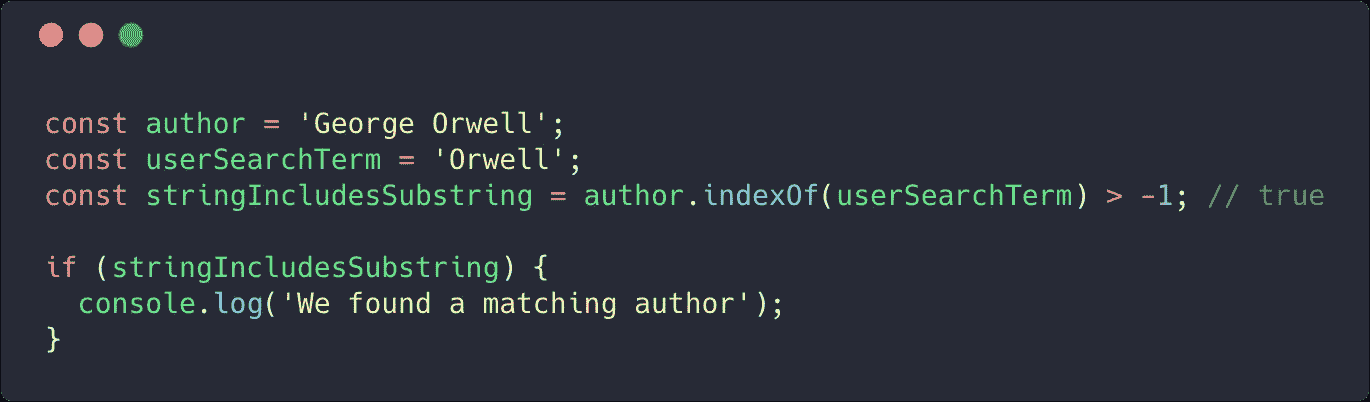 const author = 'George Orwell';
const userSearchTerm = 'Orwell';
const stringIncludesSubstring = author.indexOf(userSearchTerm) > -1; // true
if (stringIncludesSubstring) {
  console.log('We found a matching author');
}